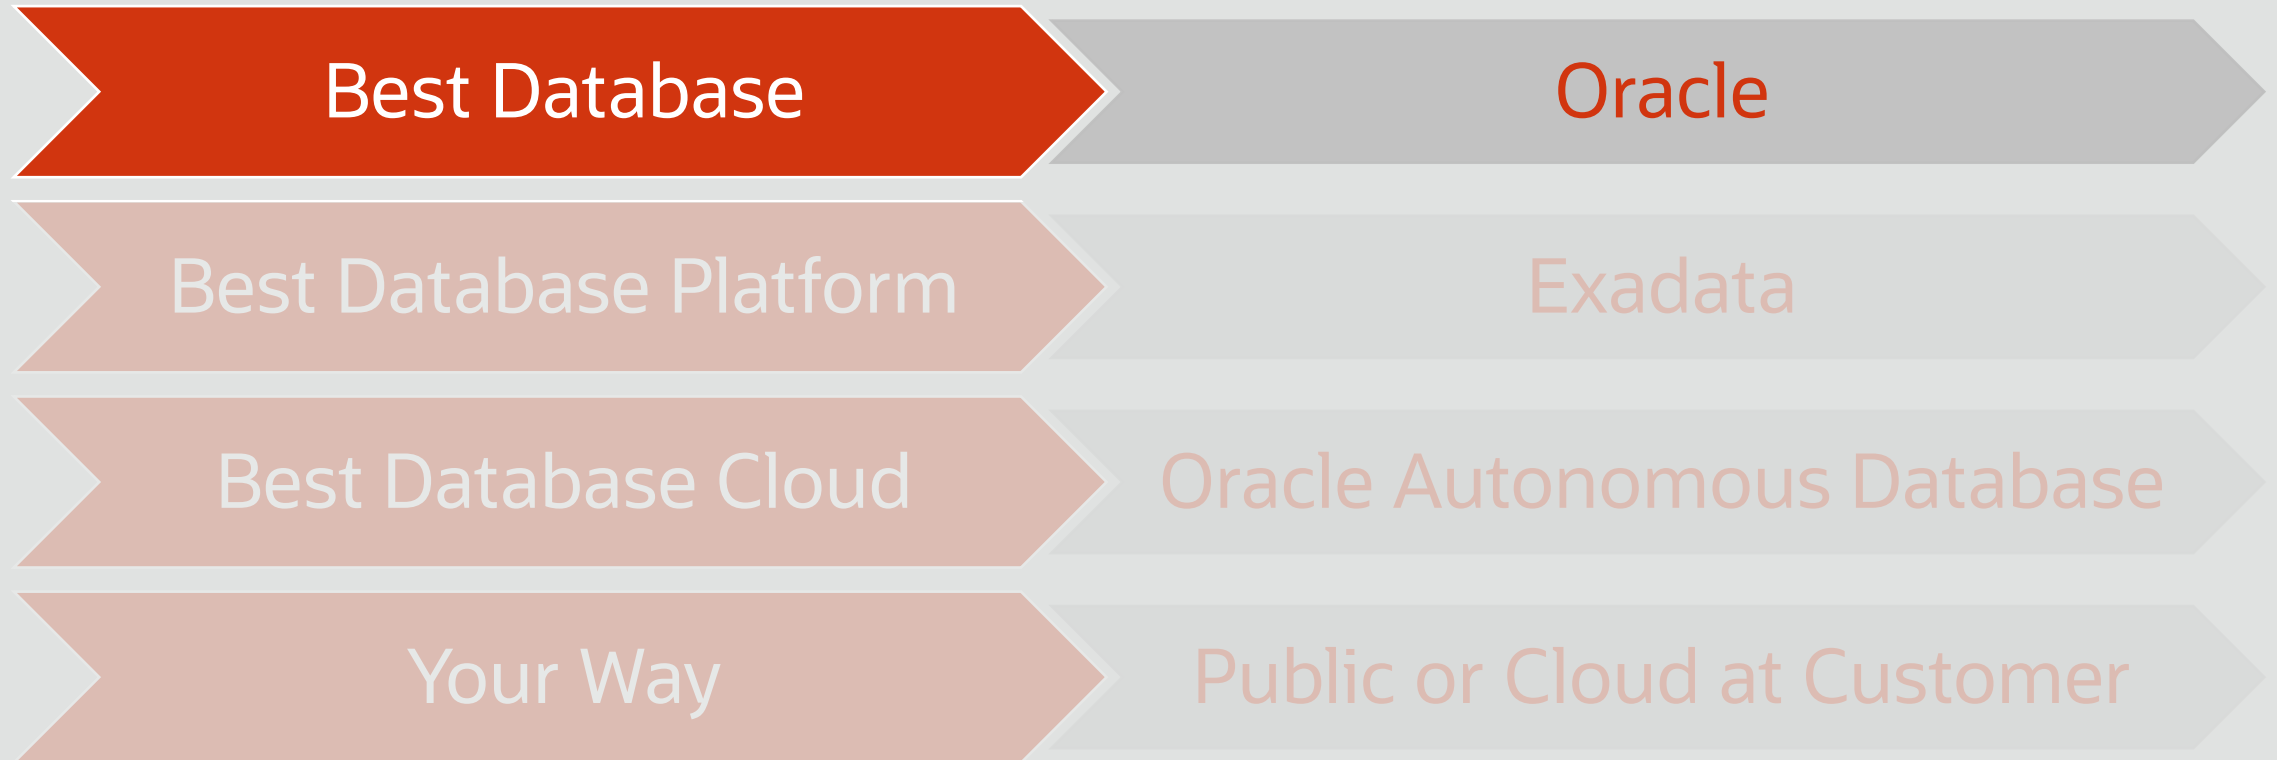 Best Database
Oracle
Best Database Platform
Exadata
Best Database Cloud
Oracle Autonomous Database
Your Way
Public or Cloud at Customer